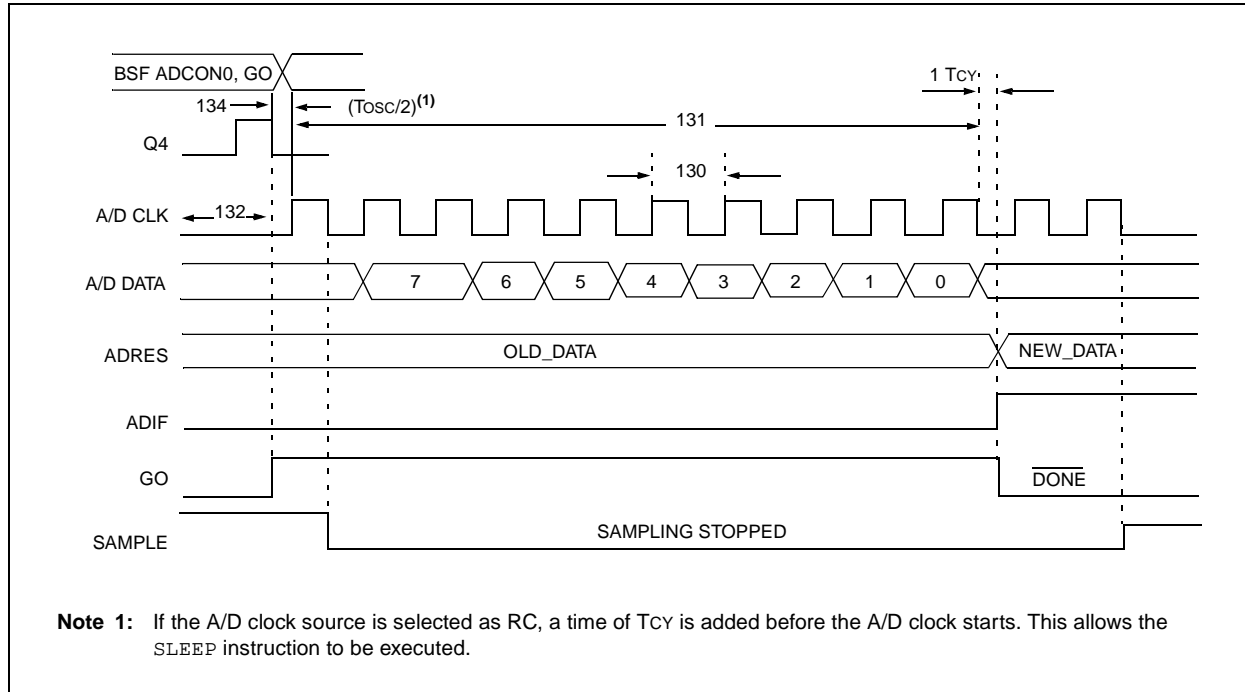 BSF ADCON0, GO
1 TCY
134
(TOSC/2)(1)
131
Q4
130
A/D CLK
132
A/D DATA
7 6 5 4 3 2 1 0
ADRES
OLD_DATA
NEW_DATA
ADIF
GO
DONE
SAMPLE
SAMPLING STOPPED
Note 1: If the A/D clock source is selected as RC, a time of TCY is added before the A/D clock starts. This allows the
SLEEP instruction to be executed.